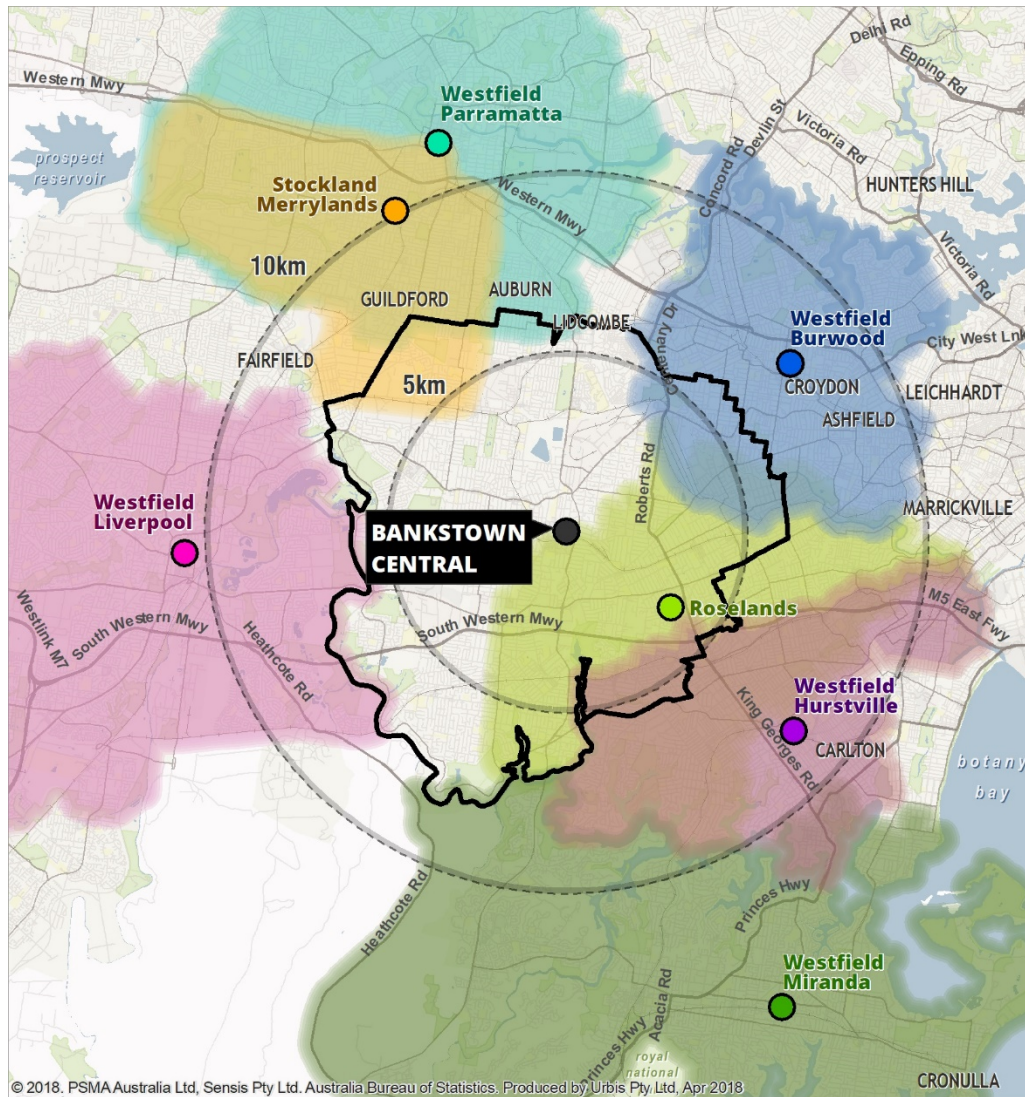 Delhi Rd
Epping Rd
Western Mwy
Westfield
Parramatta
Devlin St
Victoria Rd
prospect
reservoir
Concord Rd
Stockland
Merrylands
Western Mwy
HUNTERS HILL
Victoria Rd
10km
GUILDFORD
AUBURN
LIDCOMBE
Centenary Dr
Westfield
Burwood
City West Lnk
FAIRFIELD
5km
CROYDON
LEICHHARDT
ASHFIELD
Roberts Rd
Westfield
Liverpool
MARRICKVILLE
BANKSTOWN
CENTRAL
Roselands
M5 East Fwy
Westlink M7
South Western Mwy
South Western Mwy
Heathcote Rd
Westfield
Hurstville
King Georges Rd
CARLTON
botany
bay
Heathcote Rd
Princes Hwy
Westfield
Miranda
Acacia Rd
Princes Hwy
royal
national
CRONULLA
© 2018. PSMA Australia Ltd, Sensis Pty Ltd. Australia Bureau of Statistics. Produced by Urbis Pty Ltd, Apr 2018